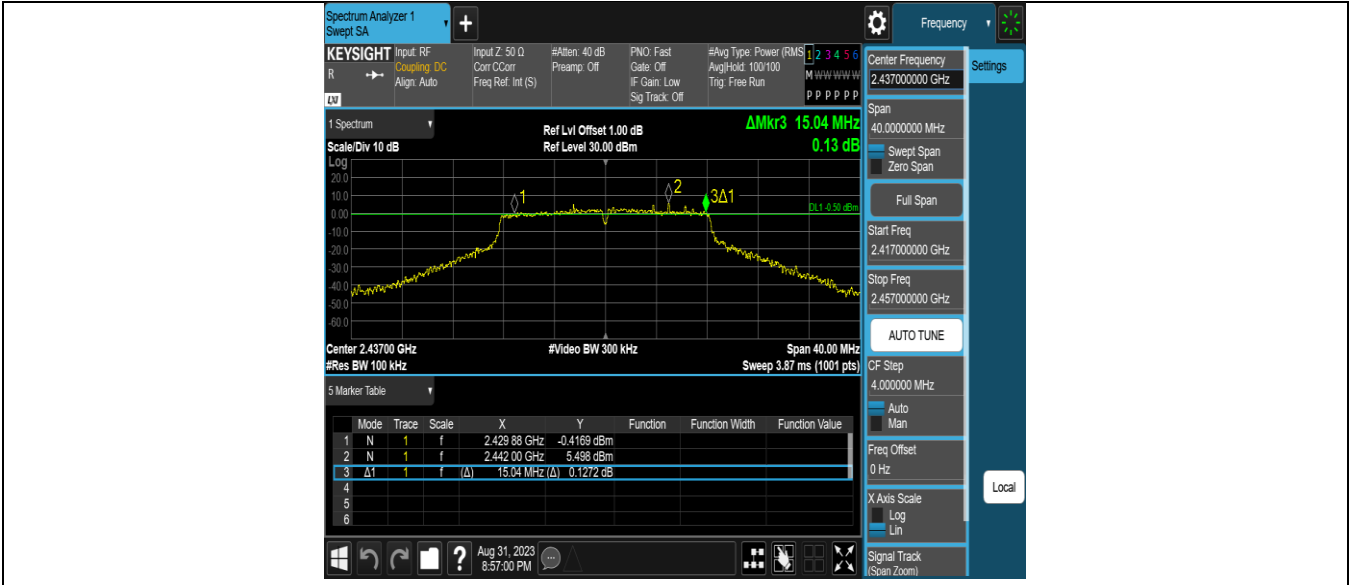 Spectrum Analyzer 1
Swept SA
+
Frequency
KEYSIGHT
R
LXI
Input: RF
Coupling: DC
Align: Auto
Input Z: 50 Ω
Corr CCorr
Freq Ref: Int (S)
#Atten: 40 dB
Preamp: Off
PNO: Fast
Gate: Off
IF Gain: Low
Sig Track: Off
#Avg Type: Power (RMS
Avg|Hold: 100/100
Trig: Free Run
1 2 3 4 5 6
M W W W W W
P P P P P P
1 Spectrum
Scale/Div 10 dB
Ref Lvl Offset 1.00 dB
Ref Level 30.00 dBm
ΔMkr3 15.04 MHz
0.13 dB
Log
20.0
10.0
0.00
-10.0
-20.0
-30.0
-40.0
-50.0
-60.0
1
2
3Δ1
DL1 -0.50 dBm
Center 2.43700 GHz
#Video BW 300 kHz
Span 40.00 MHz
#Res BW 100 kHz
Sweep 3.87 ms (1001 pts)
5 Marker Table
Mode Trace Scale X Y Function Function Width Function Value
1 N 1 f 2.429 88 GHz -0.4169 dBm
2 N 1 f 2.442 00 GHz 5.498 dBm
3 Δ1 1 f (Δ) 15.04 MHz (Δ) 0.1272 dB
4
5
6
Aug 31, 2023
8:57:00 PM
?
Center Frequency
2.437000000 GHz
Settings
Span
40.0000000 MHz
Swept Span
Zero Span
Full Span
Start Freq
2.417000000 GHz
Stop Freq
2.457000000 GHz
AUTO TUNE
CF Step
4.000000 MHz
Auto
Man
Freq Offset
0 Hz
X Axis Scale
Log
Lin
Signal Track
(Span Zoom)
Local